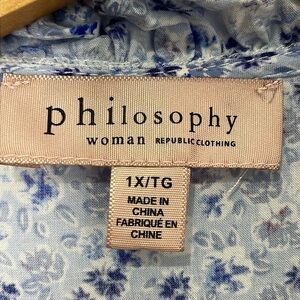 philosophy
woman REPUBLIC CLOTHING
1X/TG
MADE IN
CHINA
FABRIQUÉ EN
CHINE